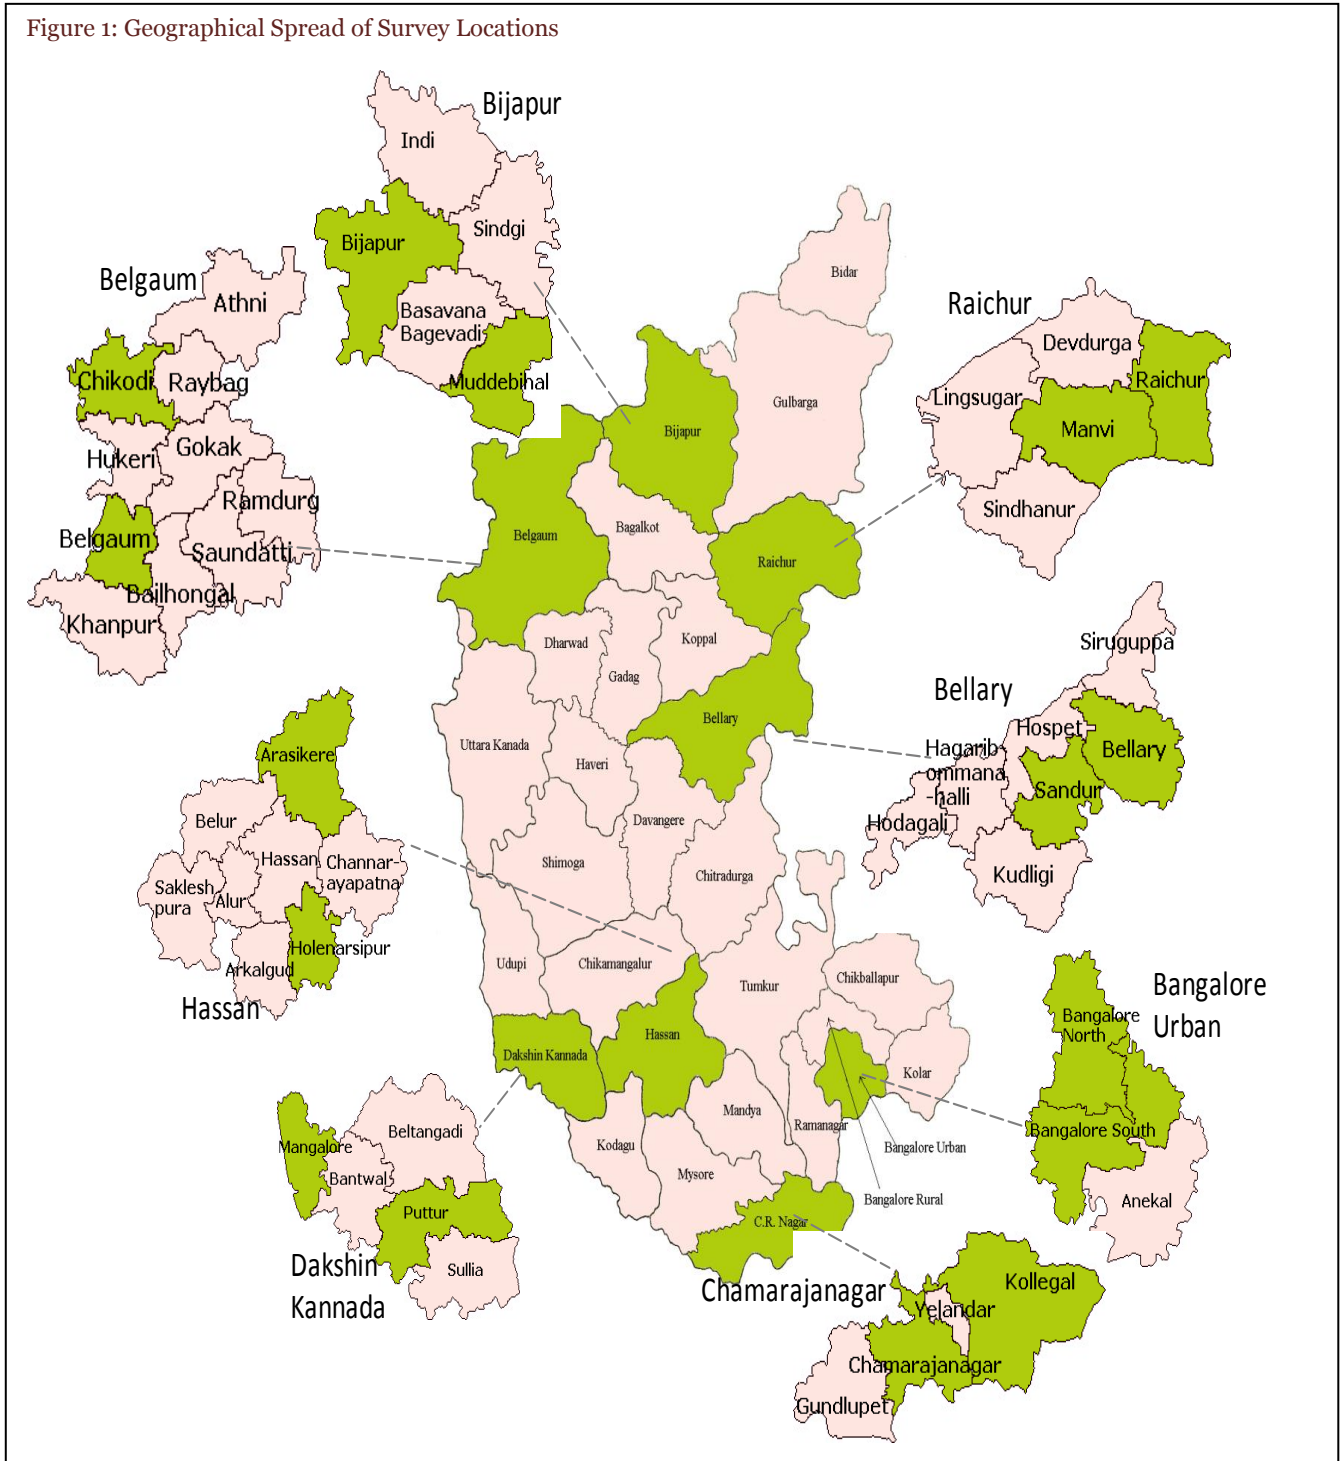 Figure 1: Geographical Spread of Survey Locations
Bijapur
Indi
Sindgi
Bijapur
Basavana
Bagevadi
Muddebihal
Belgaum
Athni
Chikodi
Raybag
Gokak
Hukeri
Ramdurg
Belgaum
Saundatti
Bailhongal
Khanpur
Bidar
Gulbarga
Bijapur
Bagalkot
Belgaum
Raichur
Dharwad
Koppal
Gadag
Bellary
Uttara Kanada
Haveri
Davangere
Shimoga
Chitradurga
Udupi
Chikamangalur
Tumkur
Chikballapur
Hassan
Dakshin Kannada
Kolar
Mandya
Ramanagar
Kodagu
Mysore
Bangalore Urban
Bangalore Rural
C.R. Nagar
Raichur
Devdurga
Raichur
Lingsugar
Manvi
Sindhanur
Bellary
Siruguppa
Hospet
Bellary
Hagarib-
ommana
-halli
Sandur
Hodagali
Kudligi
Arasikere
Belur
Hassan
Channar-
ayapatna
Saklesh
pura
Alur
Holenarsipur
Arkalgud
Hassan
Bangalore
Urban
Bangalore
North
Bangalore South
Anekal
Mangalore
Beltangadi
Bantwal
Puttur
Sullia
Dakshin
Kannada
Chamarajanagar
Kollegal
Yelandar
Chamarajanagar
Gundlupet